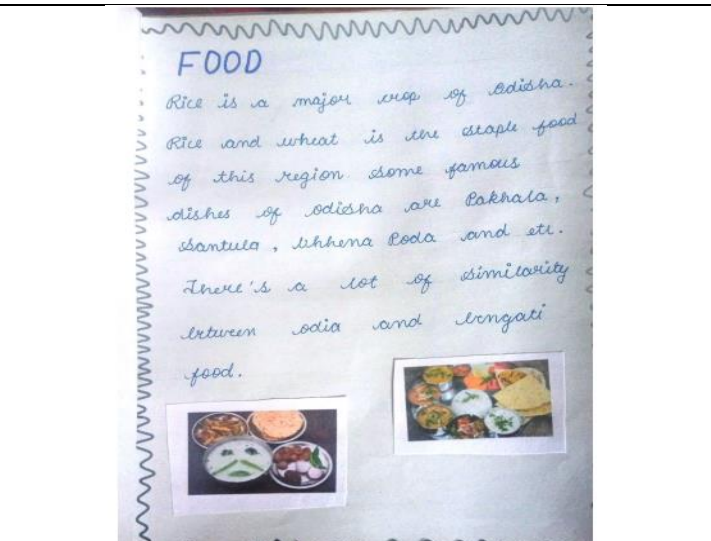 FOOD
Rice is a major crop of Odisha.
Rice and wheat is the staple food
of this region some famous
dishes of odisha are Pakhala,
Santula, Chhena Poda and etc.
There's a lot of similarity
between odia and bengali
food.